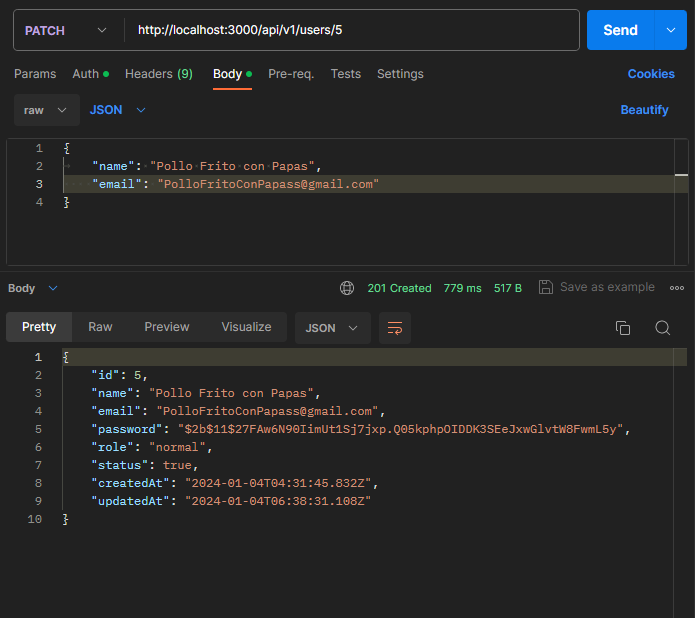 PATCH http://localhost:3000/api/v1/users/5 Send
Params Auth Headers (9) Body Pre-req. Tests Settings Cookies
raw JSON Beautify
1 {
2 "name": "Pollo Frito con Papas",
3 "email": "PolloFritoConPapass@gmail.com"
4 }
Body 201 Created 779 ms 517 B Save as example
Pretty Raw Preview Visualize JSON
1 {
2 "id": 5,
3 "name": "Pollo Frito con Papas",
4 "email": "PolloFritoConPapass@gmail.com",
5 "password": "$2b$11$27FAw6N90IimUt1Sj7jxp.Q05kphpOIDDK3SEeJxwGlvtW8FwmL5y",
6 "role": "normal",
7 "status": true,
8 "createdAt": "2024-01-04T04:31:45.832Z",
9 "updatedAt": "2024-01-04T06:38:31.108Z"
10 }